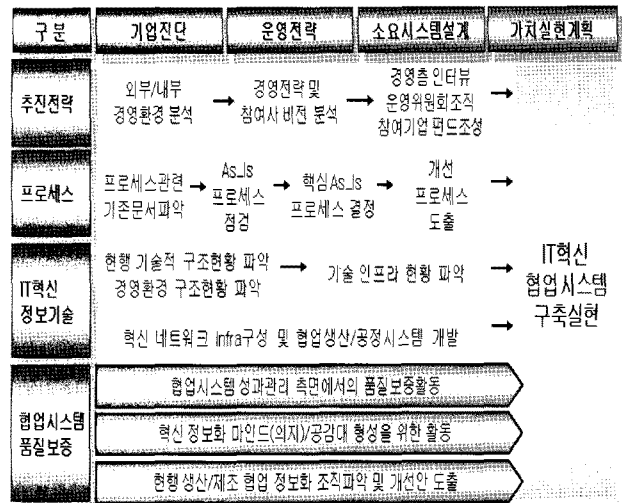 구 분
기업진단
운영전략
소요시스템설계
가치실현계획
추진전략
외부/내부
경영환경 분석
경영전략 및
참여사 비전 분석
경영층 인터뷰
운영위원회조직
참여기업 펀드조성
프로세스
프로세스관련
기존문서파악
As_Is
프로세스
점검
핵심As_Is
프로세스 결정
개선
프로세스
도출
IT혁신
정보기술
현행 기술적 구조현황 파악
경영환경 구조현황 파악
기술 인프라 현황 파악
혁신 네트워크 infra구성 및 협업생산/공정시스템 개발
IT혁신
협업시스템
구축실현
협업시스템
품질보증
협업시스템 성과관리 측면에서의 품질보증활동
혁신 정보화 마인드(의지)/공감대 형성을 위한 활동
현행 생산/제조 협업 정보화 조직파악 및 개선안 도출